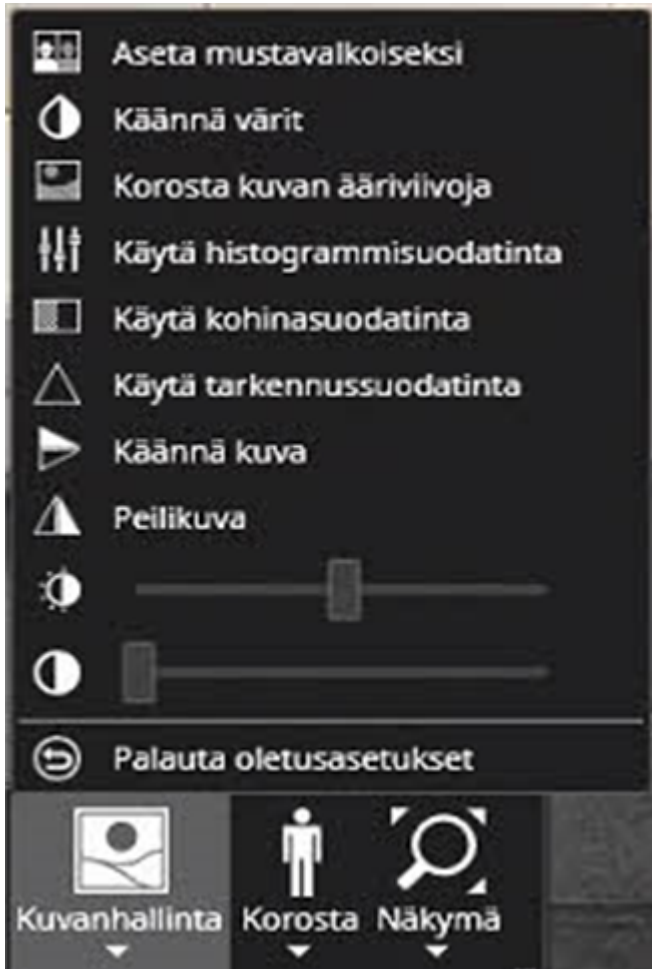 Aseta mustavalkoiseksi
Käännä värit
Korosta kuvan ääriviivoja
Käytä histogrammisuodatinta
Käytä kohinasuodatinta
Käytä tarkennussuodatinta
Käännä kuva
Peilikuva
Palauta oletusasetukset
Kuvanhallinta Korosta Näkymä